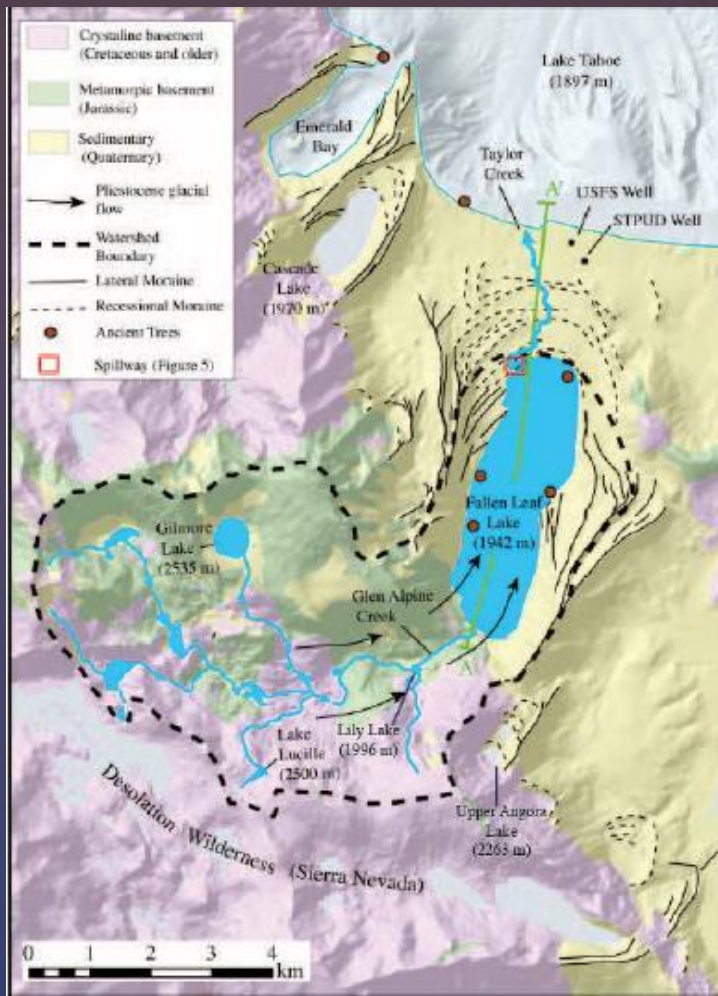 Crystaline basement
(Cretaceous and older)
Metamorpic basement
(Jurassic)
Sedimentary
(Quaternary)
Pliestocene glacial
flow
Watershed
Boundary
Lateral Moraine
Recessional Moraine
Ancient Trees
Spillway (Figure 5)
Lake Tahoe
(1897 m)
Emerald
Bay
Taylor
Creek
A'
USFS Well
STPUD Well
Cascade
Lake
(1970 m)
Fallen Leaf
Lake
(1942 m)
Gilmore
Lake
(2535 m)
Glen Alpine
Creek
A
Lily Lake
(1996 m)
Lake
Lucille
(2500 m)
Upper Angora
Lake
(2263 m)
Desolation Wilderness (Sierra Nevada)
0 1 2 3 4
km